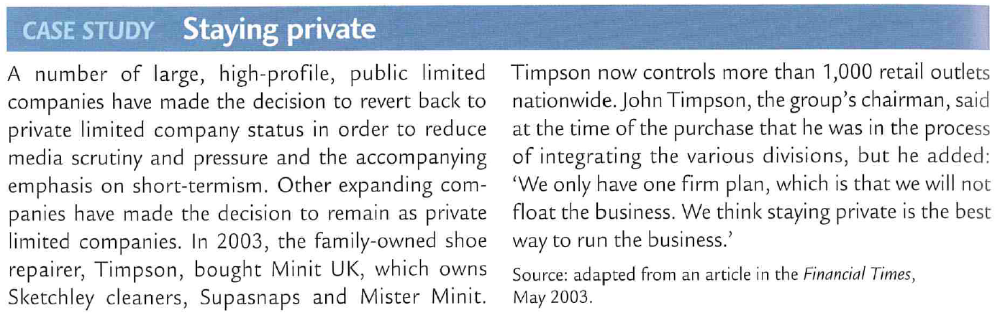 CASE STUDY Staying private
A number of large, high-profile, public limited
companies have made the decision to revert back to
private limited company status in order to reduce
media scrutiny and pressure and the accompanying
emphasis on short-termism. Other expanding com-
panies have made the decision to remain as private
limited companies. In 2003, the family-owned shoe
repairer, Timpson, bought Minit UK, which owns
Sketchley cleaners, Supasnaps and Mister Minit.
Timpson now controls more than 1,000 retail outlets
nationwide. John Timpson, the group's chairman, said
at the time of the purchase that he was in the process
of integrating the various divisions, but he added:
'We only have one firm plan, which is that we will not
float the business. We think staying private is the best
way to run the business.'
Source: adapted from an article in the Financial Times,
May 2003.